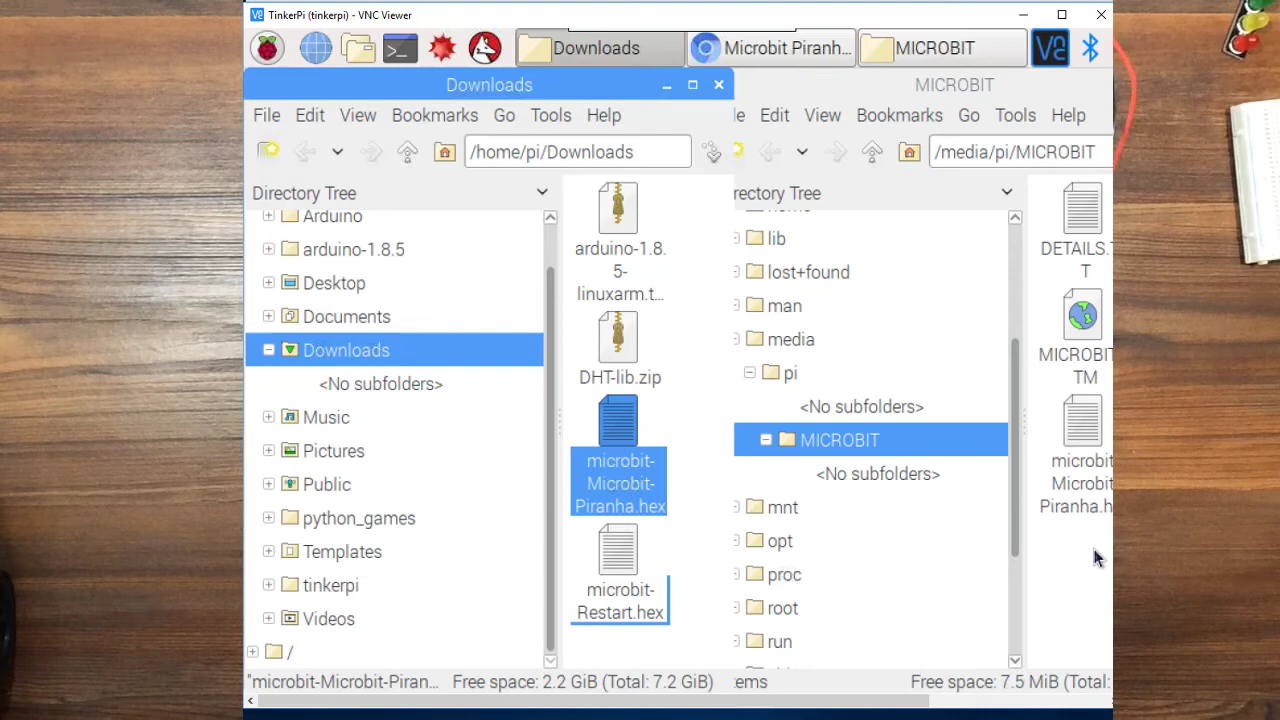 TinkerPi (tinkerpi) - VNC Viewer
Downloads
Microbit Piranh...
MICROBIT
Downloads
File Edit View Bookmarks Go Tools Help
/home/pi/Downloads
Directory Tree
Arduino
arduino-1.8.5
Desktop
Documents
Downloads
<No subfolders>
Music
Pictures
Public
python_games
Templates
tinkerpi
Videos
/
arduino-1.8.
5-
linuxarm.t...
DHT-lib.zip
microbit-
Microbit-
Piranha.hex
microbit-
Restart.hex
"microbit-Microbit-Piran...
Free space: 2.2 GiB (Total: 7.2 GiB)
MICROBIT
le Edit View Bookmarks Go Tools Help
/media/pi/MICROBIT
rectory Tree
lib
lost+found
man
media
pi
<No subfolders>
MICROBIT
<No subfolders>
mnt
opt
proc
root
run
DETAILS.
T
MICROBIT
TM
microbit
Microbit
Piranha.h
tems
Free space: 7.5 MiB (Total: